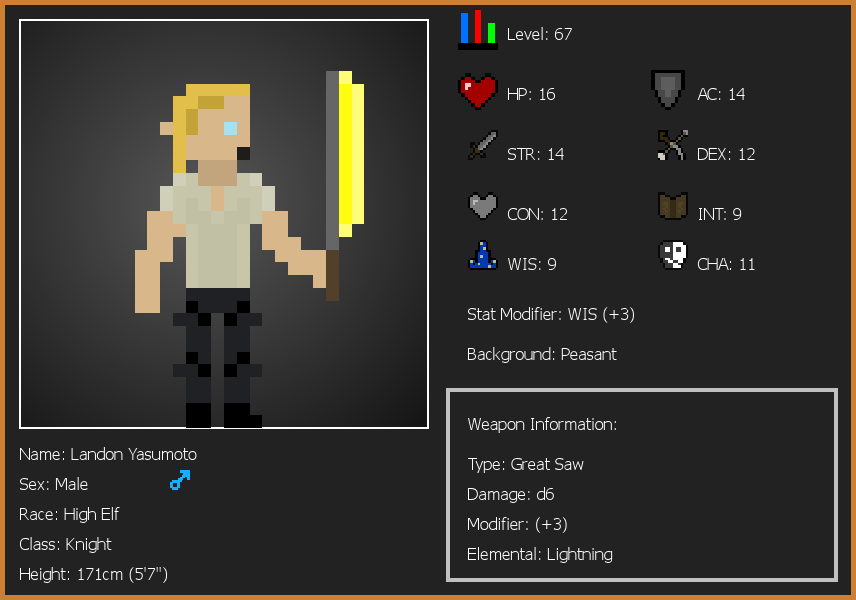 Level: 67
HP: 16
AC: 14
STR: 14
DEX: 12
CON: 12
INT: 9
WIS: 9
CHA: 11
Stat Modifier: WIS (+3)
Background: Peasant
Weapon Information:
Type: Great Saw
Damage: d6
Modifier: (+3)
Elemental: Lightning
Name: Landon Yasumoto
Sex: Male
Race: High Elf
Class: Knight
Height: 171cm (5'7")